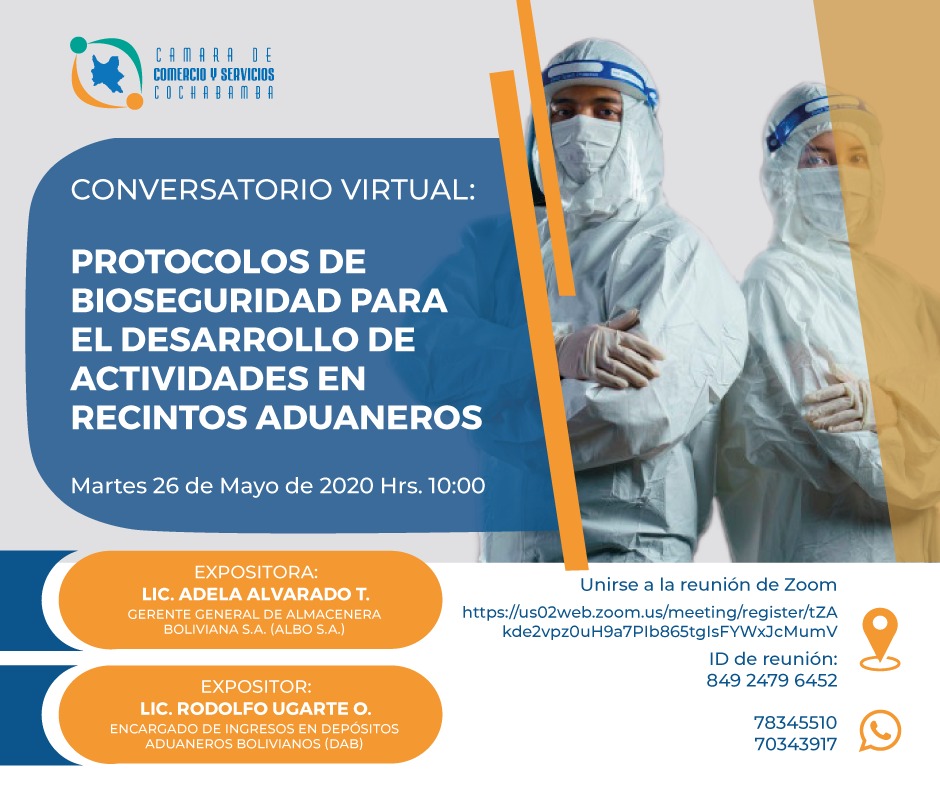 CAMARA DE
COMERCIO Y SERVICIOS
COCHABAMBA
CONVERSATORIO VIRTUAL:
PROTOCOLOS DE
BIOSEGURIDAD PARA
EL DESARROLLO DE
ACTIVIDADES EN
RECINTOS ADUANEROS
Martes 26 de Mayo de 2020 Hrs. 10:00
EXPOSITORA:
LIC. ADELA ALVARADO T.
GERENTE GENERAL DE ALMACENERA
BOLIVIANA S.A. (ALBO S.A.)
EXPOSITOR:
LIC. RODOLFO UGARTE O.
ENCARGADO DE INGRESOS EN DEPÓSITOS
ADUANEROS BOLIVIANOS (DAB)
Unirse a la reunión de Zoom
https://us02web.zoom.us/meeting/register/tZA
kde2vpz0uH9a7PIb865tgIsFYWxJcMumV
ID de reunión:
849 2479 6452
78345510
70343917